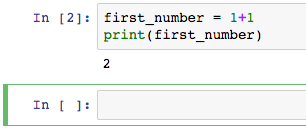 In [2]: first_number = 1+1
print(first_number)
2
In [ ]: